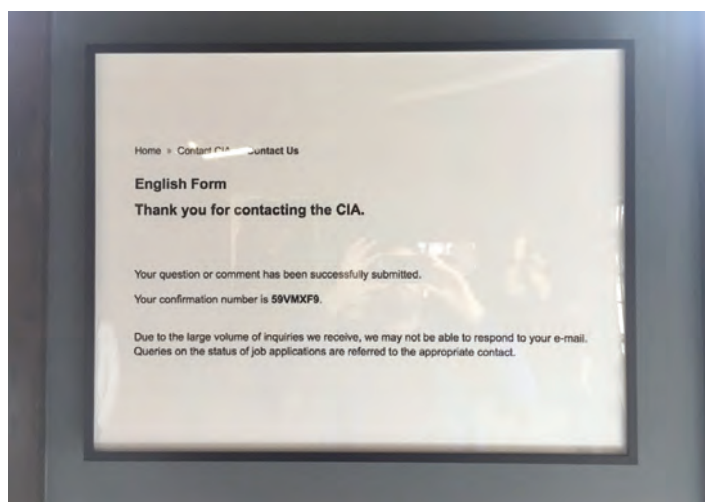 Home » Contact Us
English Form
Thank you for contacting the CIA.
Your question or comment has been successfully submitted.
Your confirmation number is 59VMXF9.
Due to the large volume of inquiries we receive, we may not be able to respond to your e-mail.
Queries on the status of job applications are referred to the appropriate contact.